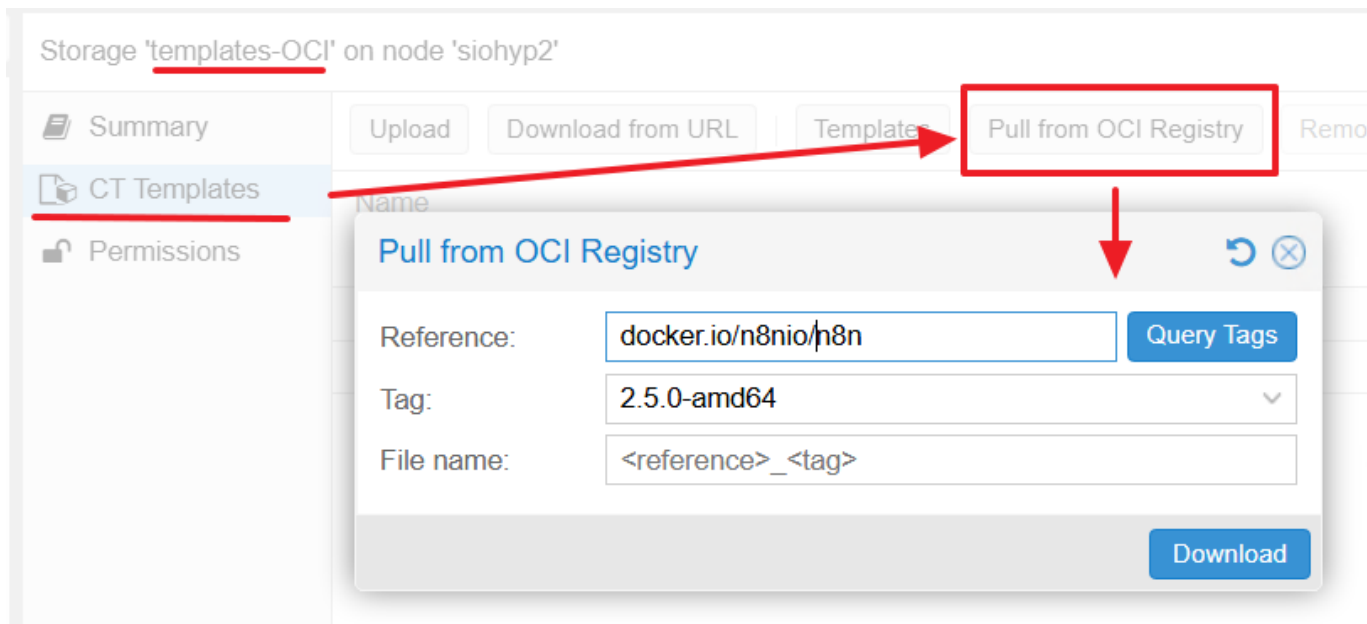 Storage 'templates-OCI' on node 'siohyp2'
Summary
Upload Download from URL Templates Pull from OCI Registry Remo
CT Templates
Name
Permissions
Pull from OCI Registry
Reference: docker.io/n8nio/n8n Query Tags
Tag: 2.5.0-amd64
File name: <reference>_<tag>
Download